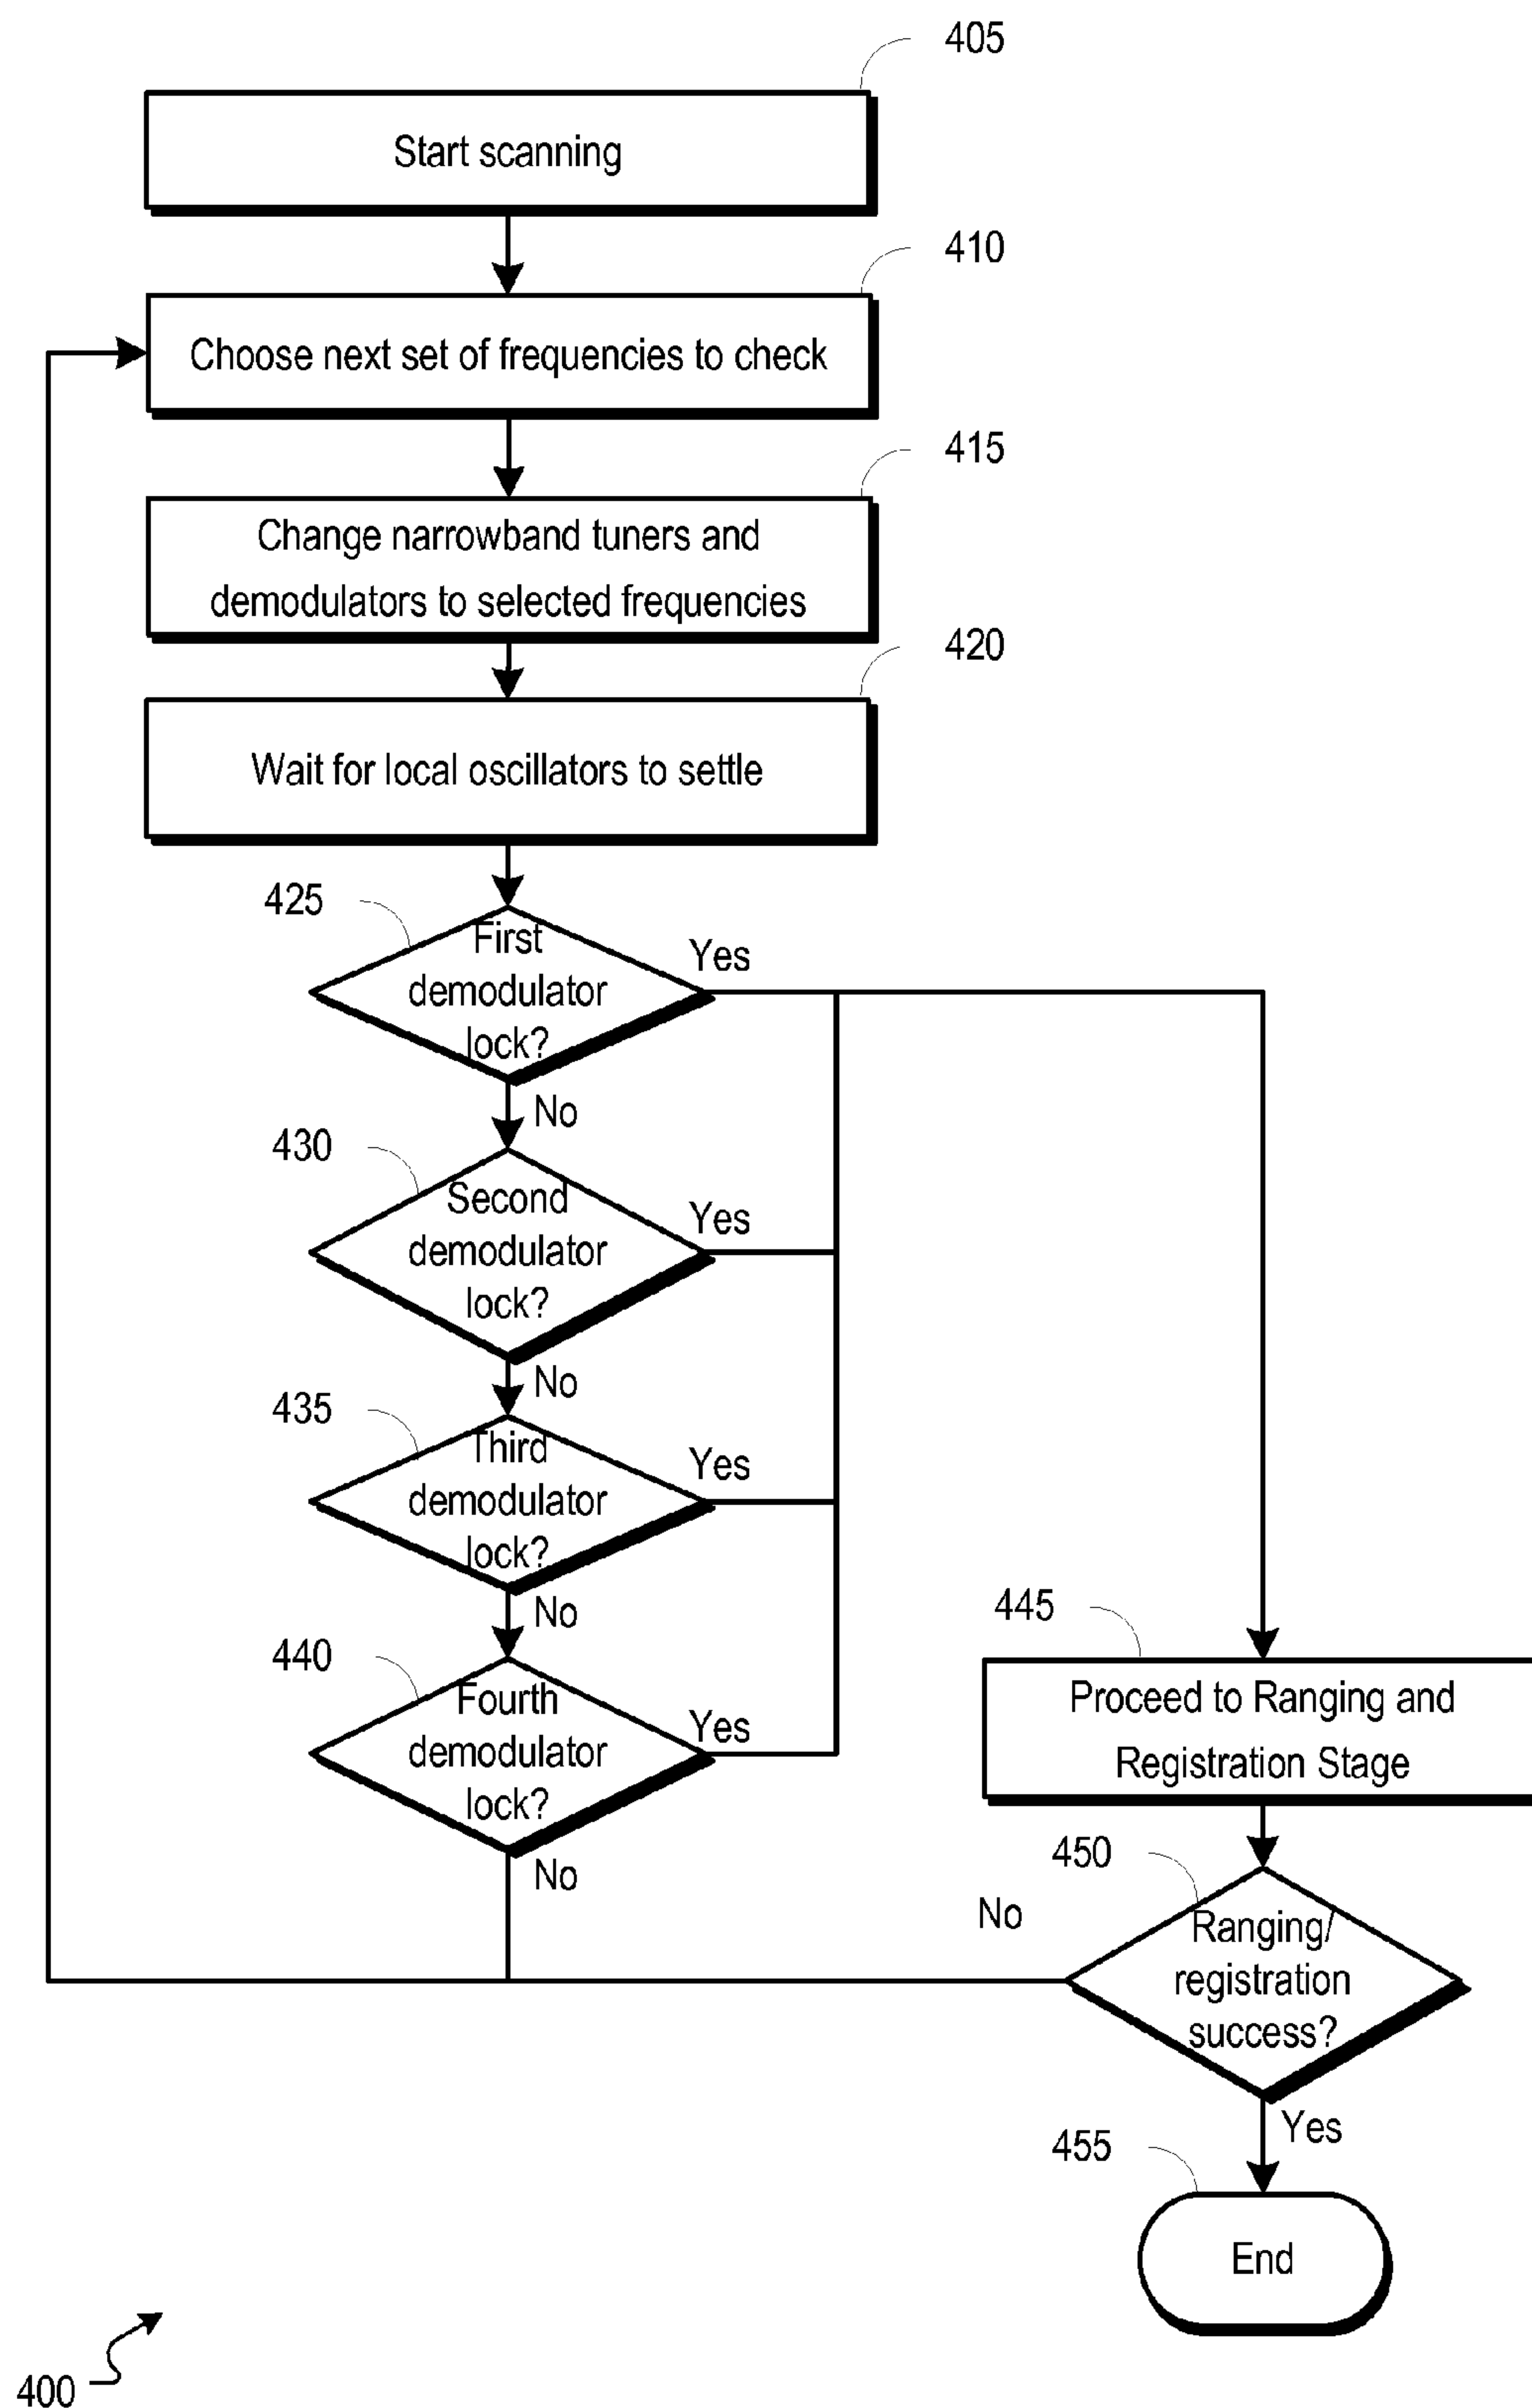 405
Start scanning
410
Choose next set of frequencies to check
415
Change narrowband tuners and
demodulators to selected frequencies
420
Wait for local oscillators to settle
425
First
demodulator
lock?
Yes
No
430
Second
demodulator
lock?
Yes
No
435
Third
demodulator
lock?
Yes
No
440
Fourth
demodulator
lock?
Yes
No
445
Proceed to Ranging and
Registration Stage
450
Ranging/
registration
success?
No
Yes
455
End
400